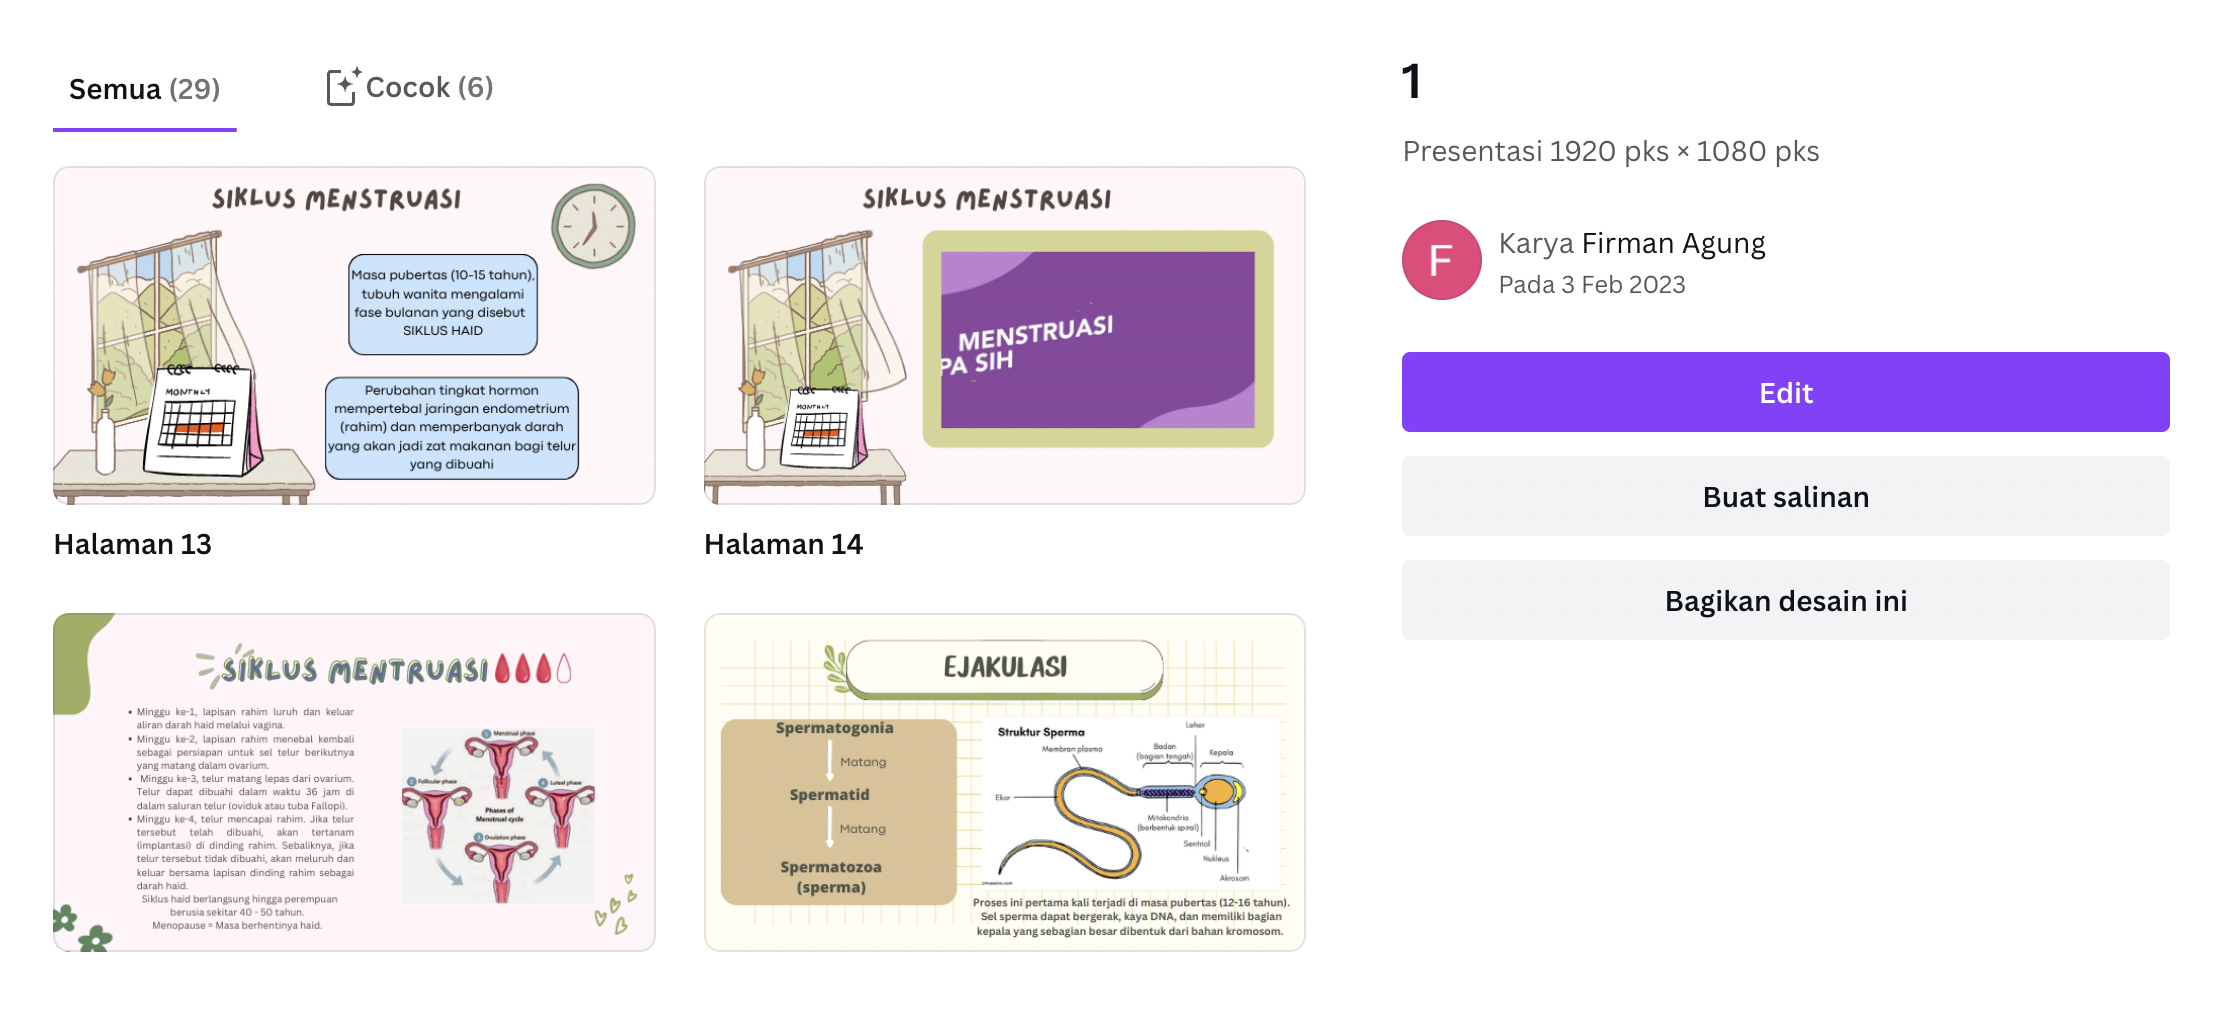 Semua (29)
Cocok (6)
SIKLUS MENSTRUASI
Masa pubertas (10-15 tahun),
tubuh wanita mengalami
fase bulanan yang disebut
SIKLUS HAID
Perubahan tingkat hormon
mempertebal jaringan endometrium
(rahim) dan memperbanyak darah
yang akan jadi zat makanan bagi telur
yang dibuahi
MONTHLY
Halaman 13
SIKLUS MENSTRUASI
MENSTRUASI
PA SIH
MONTHLY
Halaman 14
SIKLUS MENTRUASI
• Minggu ke-1, lapisan rahim luruh dan keluar
aliran darah haid melalui vagina.
• Minggu ke-2, lapisan rahim menebal kembali
sebagai persiapan untuk sel telur berikutnya
yang matang dalam ovarium.
• Minggu ke-3, telur matang lepas dari ovarium.
Telur dapat dibuahi dalam waktu 36 jam di
dalam saluran telur (oviduk atau tuba Fallopi).
• Minggu ke-4, telur mencapai rahim. Jika telur
tersebut telah dibuahi, akan tertanam
(implantasi) di dinding rahim. Sebaliknya, jika
telur tersebut tidak dibuahi, akan meluruh dan
keluar bersama lapisan dinding rahim sebagai
darah haid.
Siklus haid berlangsung hingga perempuan
berusia sekitar 40 - 50 tahun.
Menopause = Masa berhentinya haid.
1 Menstrual phase
2 Follicular phase
4 Luteal phase
Phases of
Menstrual cycle
3 Ovulation phase
EJAKULASI
Spermatogonia
Matang
Spermatid
Matang
Spermatozoa
(sperma)
Struktur Sperma
Leher
Membran plasma
Badan
(bagian tengah)
Kepala
Ekor
Mitokondria
(berbentuk spiral)
Sentriol
Nukleus
Akrosom
Proses ini pertama kali terjadi di masa pubertas (12-16 tahun).
Sel sperma dapat bergerak, kaya DNA, dan memiliki bagian
kepala yang sebagian besar dibentuk dari bahan kromosom.
1
Presentasi 1920 pks × 1080 pks
F
Karya Firman Agung
Pada 3 Feb 2023
Edit
Buat salinan
Bagikan desain ini